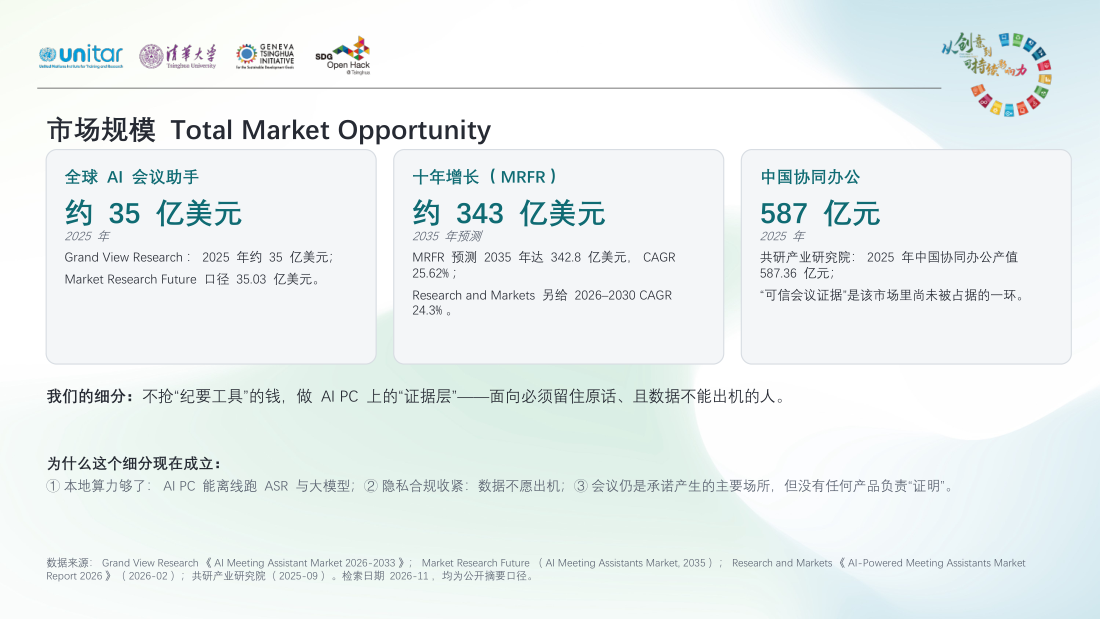 unitar
United Nations Institute for Training and Research
清华大学
Tsinghua University
GENEVA
TSINGHUA
INITIATIVE
for the Sustainable Development Goals
SDG
Open Hack
@Tsinghua
从创意到
可持续影响力
市场规模 Total Market Opportunity
全球 AI 会议助手
约 35 亿美元
2025 年
Grand View Research： 2025 年约 35 亿美元；
Market Research Future 口径 35.03 亿美元。
十年增长（MRFR）
约 343 亿美元
2035 年预测
MRFR 预测 2035 年达 342.8 亿美元， CAGR
25.62%；
Research and Markets 另给 2026–2030 CAGR
24.3% 。
中国协同办公
587 亿元
2025 年
共研产业研究院： 2025 年中国协同办公产值
587.36 亿元；
“可信会议证据”是该市场里尚未被占据的一环。
我们的细分：不抢“纪要工具”的钱，做 AI PC 上的“证据层”——面向必须留住原话、且数据不能出机的人。
为什么这个细分现在成立：
① 本地算力够了： AI PC 能离线跑 ASR 与大模型；② 隐私合规收紧：数据不愿出机；③ 会议仍是承诺产生的主要场所，但没有任何产品负责“证明”。
数据来源： Grand View Research《 AI Meeting Assistant Market 2026-2033 》； Market Research Future （ AI Meeting Assistants Market, 2035 ）； Research and Markets 《 AI-Powered Meeting Assistants Market
Report 2026 》（ 2026-02 ）；共研产业研究院（ 2025-09 ）。检索日期 2026-11 ，均为公开摘要口径。